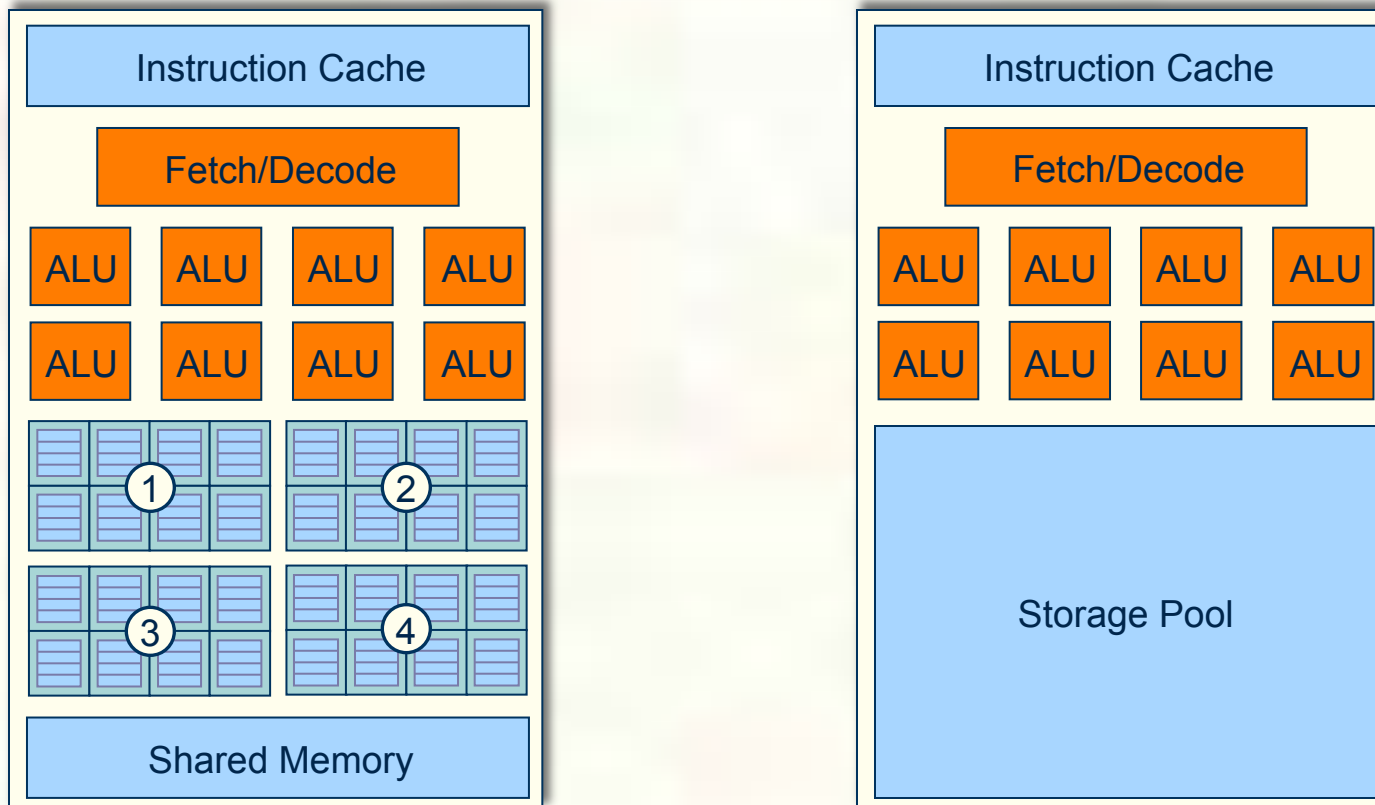 Instruction Cache
Fetch/Decode
ALU ALU ALU ALU
ALU ALU ALU ALU
1 2
3 4
Shared Memory
Instruction Cache
Fetch/Decode
ALU ALU ALU ALU
ALU ALU ALU ALU
Storage Pool